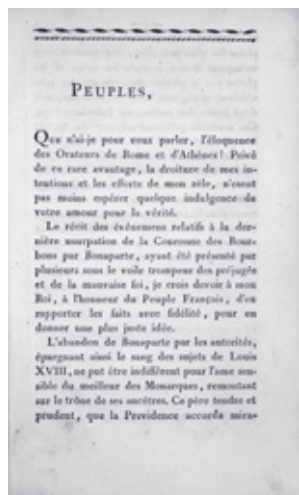 PEUPLES,
Que n'ai-je pour vous parler, l'éloquence
des Orateurs de Rome et d'Athènes! Privé
de ce rare avantage, la droiture de mes in-
tentions et les efforts de mon zèle, n'osent
pas moins espérer quelque indulgence de
votre amour pour la vérité.
Le récit des événemens relatifs à la der-
nière usurpation de la Couronne des Bour-
bons par Bonaparte, ayant été présenté par
plusieurs sous le voile trompeur des préjugés
et de la mauvaise foi, je crois devoir à mon
Roi, à l'honneur du Peuple Français, d'en
rapporter les faits avec fidélité, pour en
donner une plus juste idée.
L'abandon de Bonaparte par les autorités,
épargnant ainsi le sang des sujets de Louis
XVIII, ne put être indifférent pour l'ame sen-
sible du meilleur des Monarques, remontant
sur le trône de ses ancêtres. Ce père tendre et
prudent, que la Providence accorda mira-